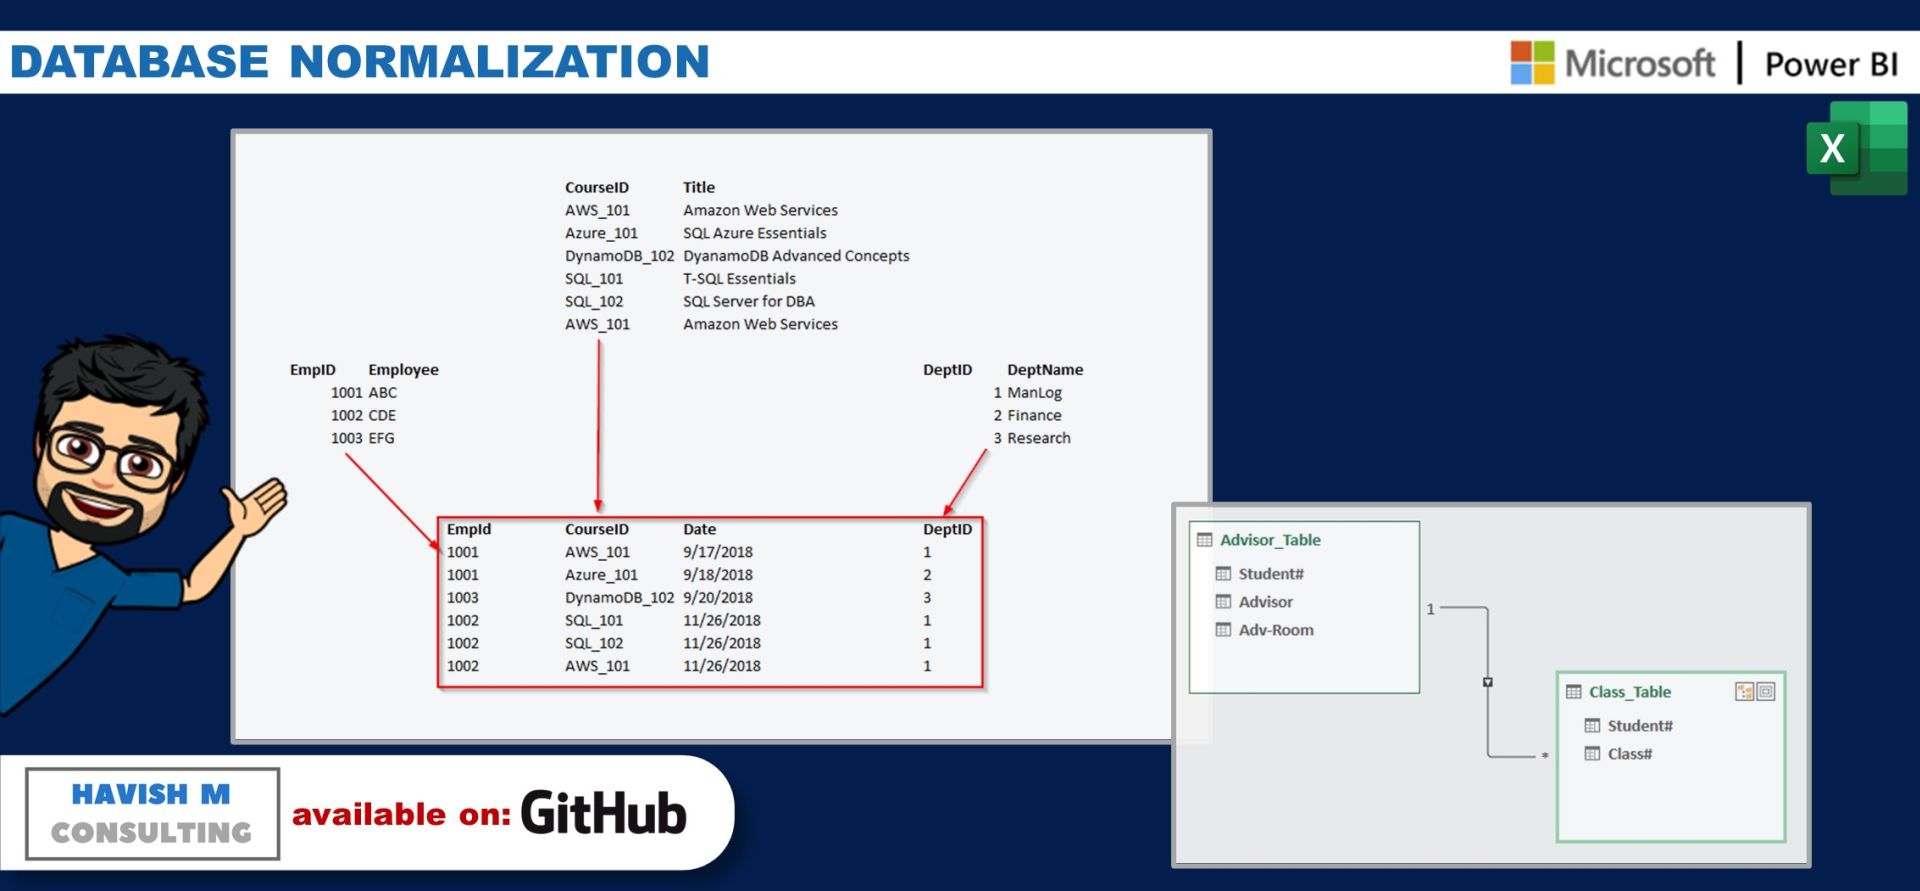 DATABASE NORMALIZATION
Microsoft | Power BI
X
CourseID Title
AWS_101 Amazon Web Services
Azure_101 SQL Azure Essentials
DynamoDB_102 DyanamoDB Advanced Concepts
SQL_101 T-SQL Essentials
SQL_102 SQL Server for DBA
AWS_101 Amazon Web Services
EmpID Employee
1001 ABC
1002 CDE
1003 EFG
DeptID DeptName
1 ManLog
2 Finance
3 Research
EmpId CourseID Date DeptID
1001 AWS_101 9/17/2018 1
1001 Azure_101 9/18/2018 2
1003 DynamoDB_102 9/20/2018 3
1002 SQL_101 11/26/2018 1
1002 SQL_102 11/26/2018 1
1002 AWS_101 11/26/2018 1
Advisor_Table
Student#
Advisor
Adv-Room
1
*
Class_Table
Student#
Class#
HAVISH M
CONSULTING
available on: GitHub